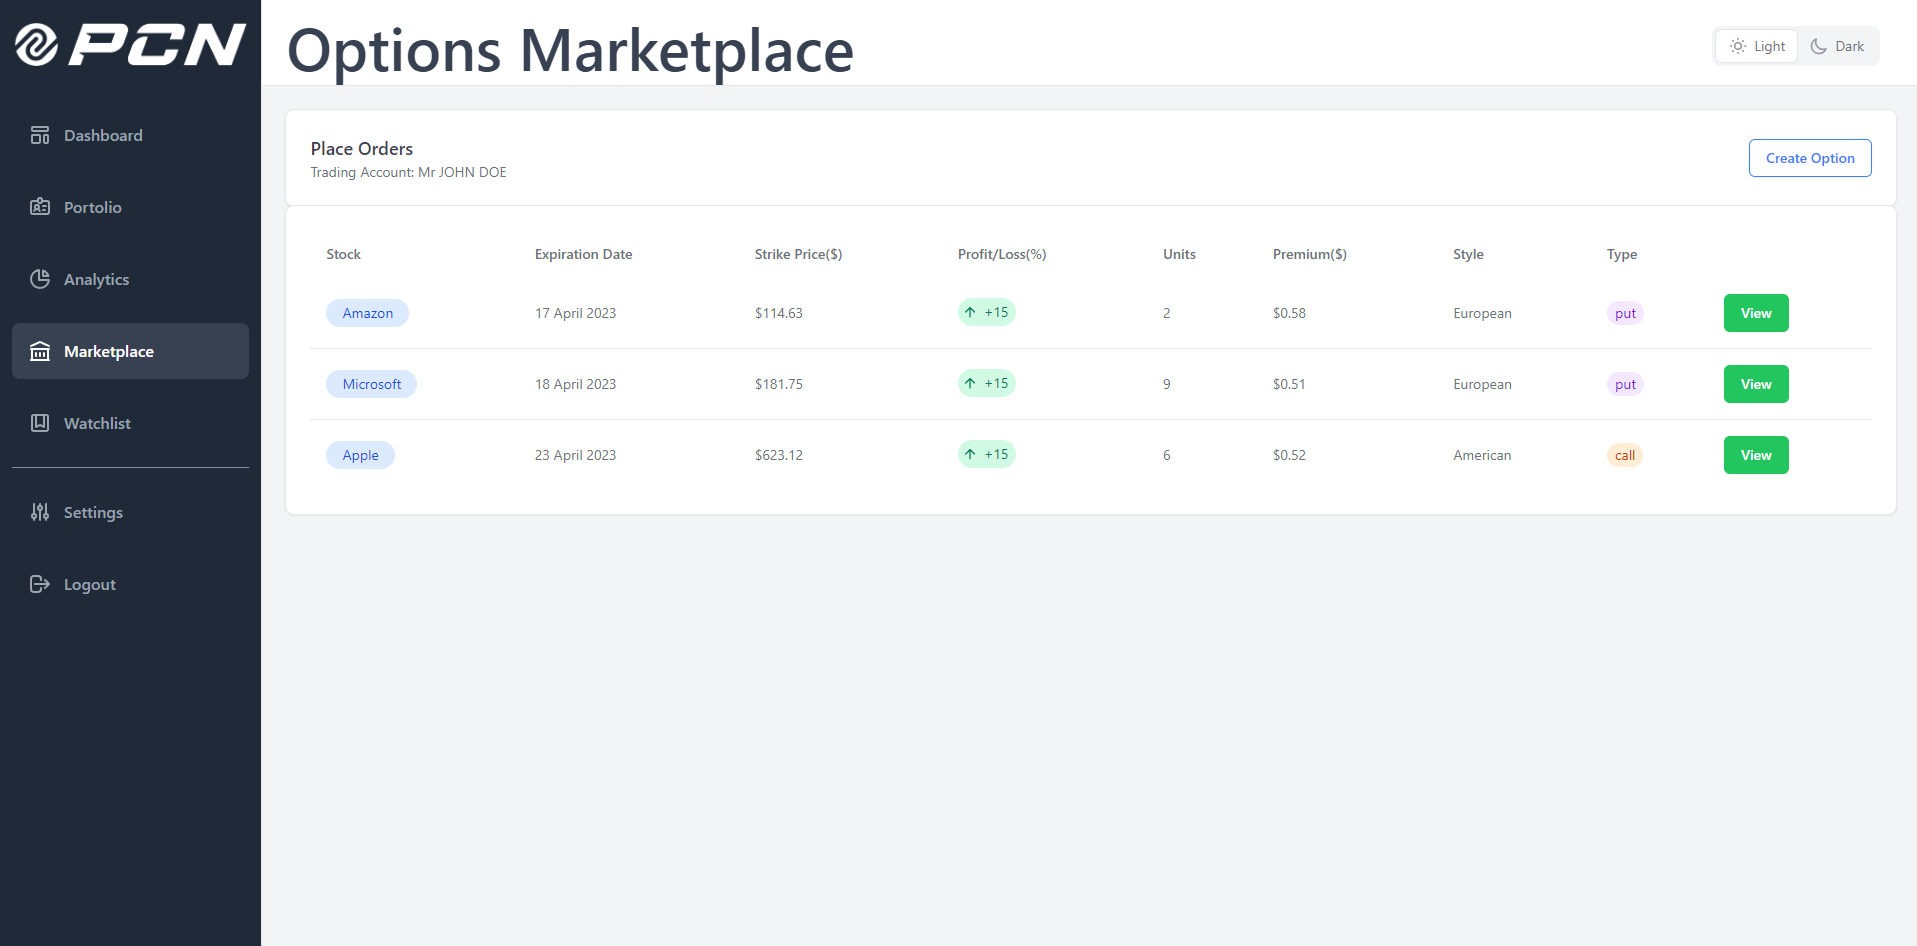 PCN
Options Marketplace
Light Dark
Dashboard
Portolio
Analytics
Marketplace
Watchlist
Settings
Logout
Place Orders
Trading Account: Mr JOHN DOE
Create Option
Stock Expiration Date Strike Price($) Profit/Loss(%) Units Premium($) Style Type
Amazon 17 April 2023 $114.63 +15 2 $0.58 European put View
Microsoft 18 April 2023 $181.75 +15 9 $0.51 European put View
Apple 23 April 2023 $623.12 +15 6 $0.52 American call View